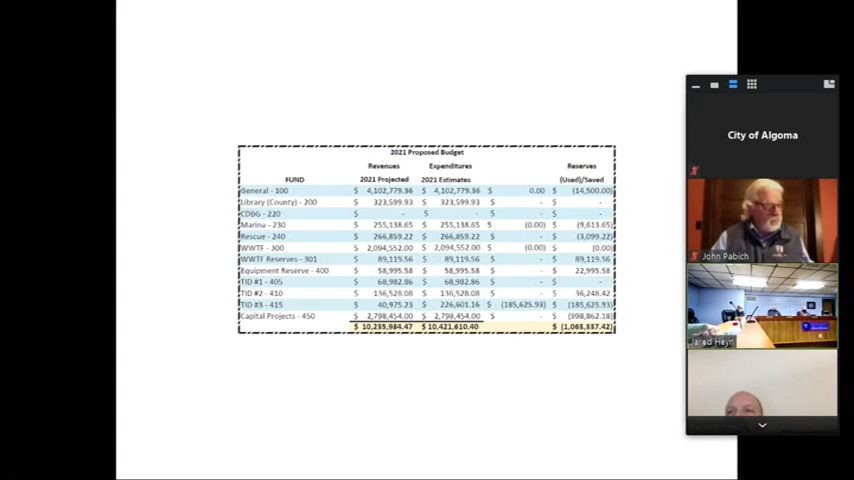 2021 Proposed Budget
Revenues Expenditures Reserves
FUND 2021 Projected 2021 Estimates (Used)/Saved
General - 100 $ 4,102,779.36 $ 4,102,779.36 $ 0.00 $ (14,500.00)
Library (County) - 200 $ 323,599.93 $ 323,599.93 $ - $ -
CDBG - 220 $ - $ - $ - $ -
Marina - 230 $ 255,138.65 $ 255,138.65 $ (0.00) $ (9,613.65)
Rescue - 240 $ 266,859.22 $ 266,859.22 $ - $ (3,099.22)
WWTF - 300 $ 2,094,552.00 $ 2,094,552.00 $ (0.00) $ (0.00)
WWTF Reserves - 301 $ 89,119.56 $ 89,119.56 $ - $ 89,119.56
Equipment Reserve - 400 $ 58,995.58 $ 58,995.58 $ - $ 22,995.58
TID #1 - 405 $ 68,982.86 $ 68,982.86 $ - $ -
TID #2 - 410 $ 136,528.08 $ 136,528.08 $ - $ 36,248.42
TID #3 - 415 $ 40,975.23 $ 226,601.16 $ (185,625.93) $ (185,625.93)
Capital Projects - 450 $ 2,798,454.00 $ 2,798,454.00 $ - $ (998,862.18)
$ 10,235,984.47 $ 10,421,610.40 $ (1,063,337.42)
City of Algoma
John Pabich
Jared Heyn